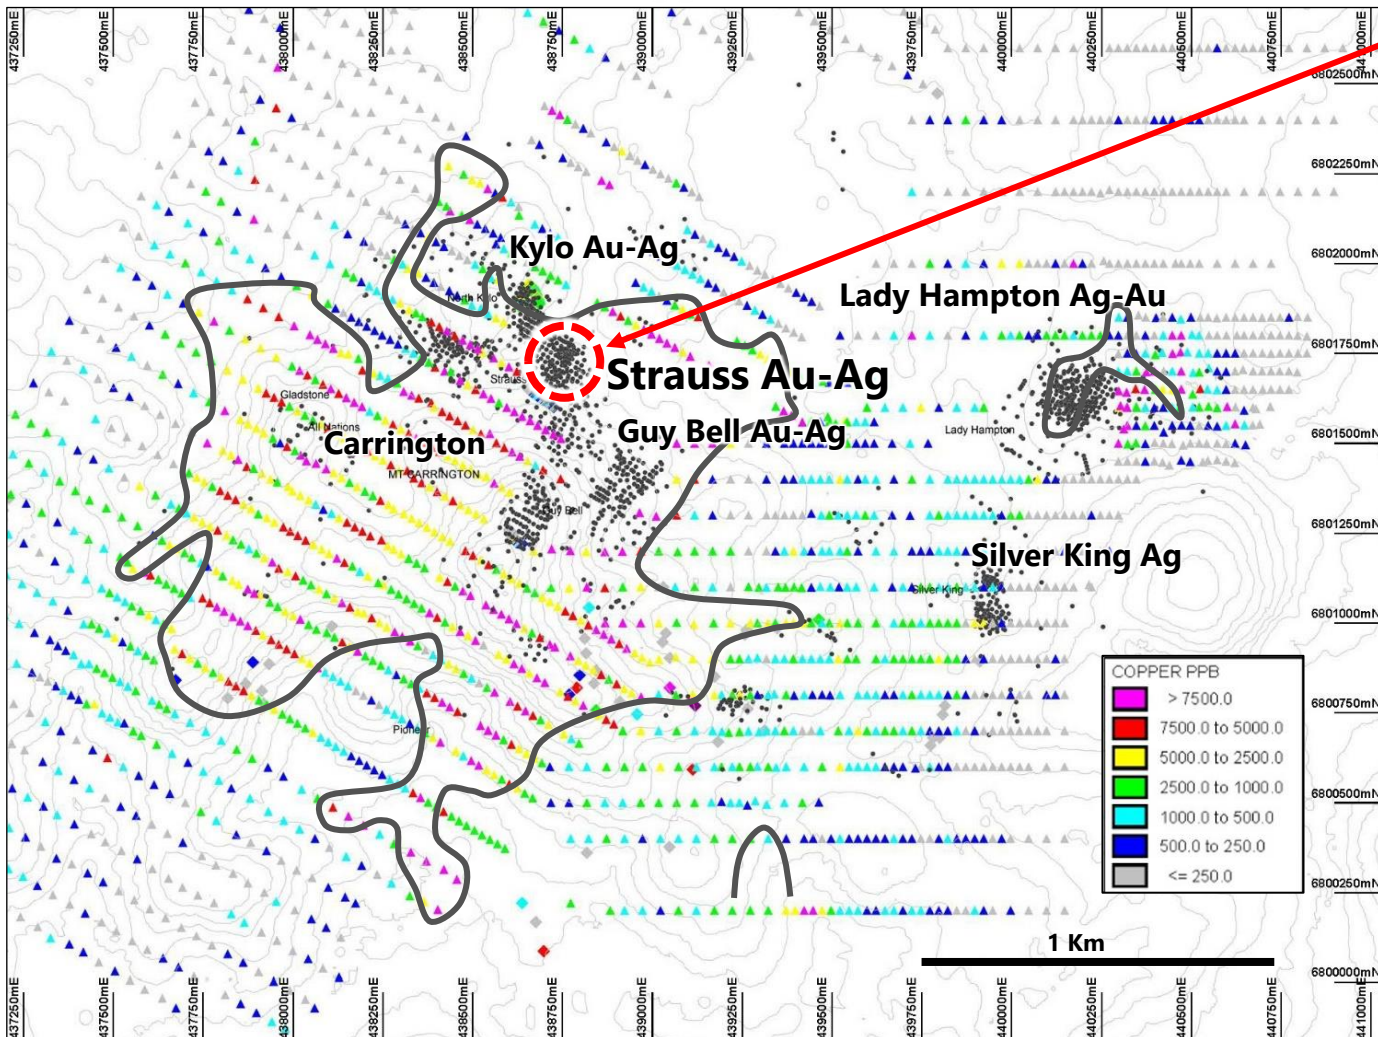 437250mE
437500mE
437750mE
438000mE
438250mE
438500mE
438750mE
439000mE
439250mE
439500mE
439750mE
440000mE
440250mE
440500mE
440750mE
441000mE
6802500mN
6802250mN
Kylo Au-Ag
6802000mN
Lady Hampton Ag-Au
North Kylo
6801750mN
Strauss Au-Ag
Strauss
Gladstone
All Nations
Carrington
Guy Bell Au-Ag
Lady Hampton
6801500mN
MT CARRINGTON
Guy Bell
6801250mN
Silver King Ag
Silver King
6801000mN
COPPER PPB
> 7500.0
7500.0 to 5000.0
5000.0 to 2500.0
2500.0 to 1000.0
1000.0 to 500.0
500.0 to 250.0
<= 250.0
6800750mN
Pioneer
6800500mN
6800250mN
1 Km
6800000mN
437250mE
437500mE
437750mE
438000mE
438250mE
438500mE
438750mE
439000mE
439250mE
439500mE
439750mE
440000mE
440250mE
440500mE
440750mE
441000mE